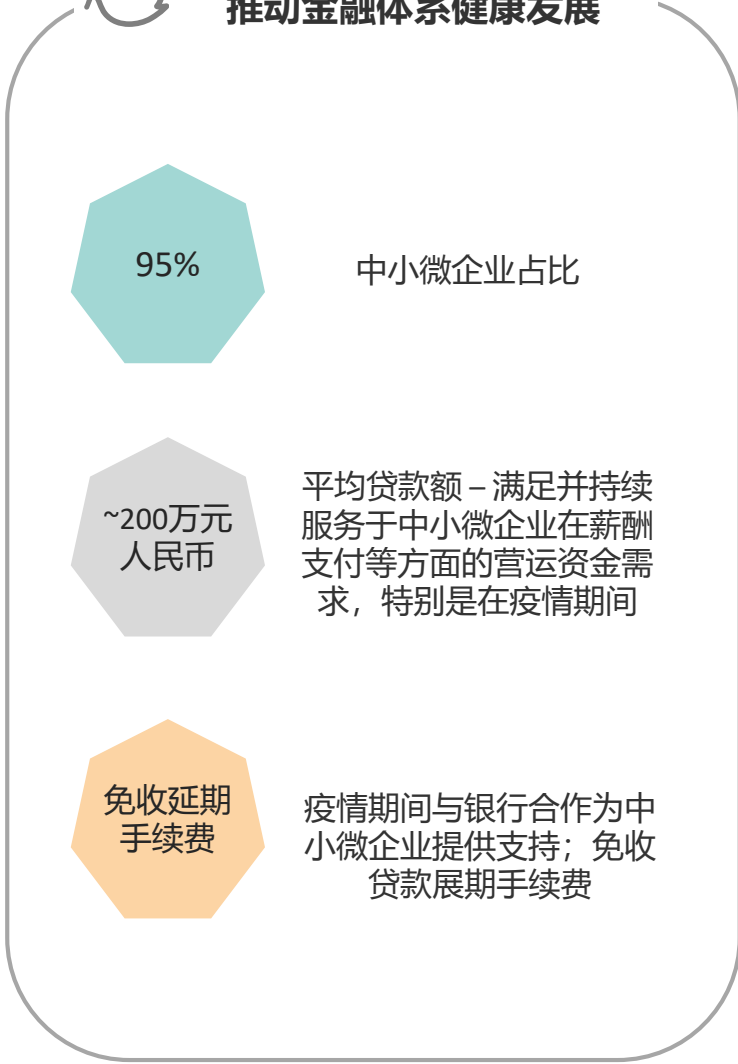 推动金融体系健康发展
95%
中小微企业占比
~200万元
人民币
平均贷款额 – 满足并持续
服务于中小微企业在薪酬
支付等方面的营运资金需
求，特别是在疫情期间
免收延期
手续费
疫情期间与银行合作为中
小微企业提供支持；免收
贷款展期手续费